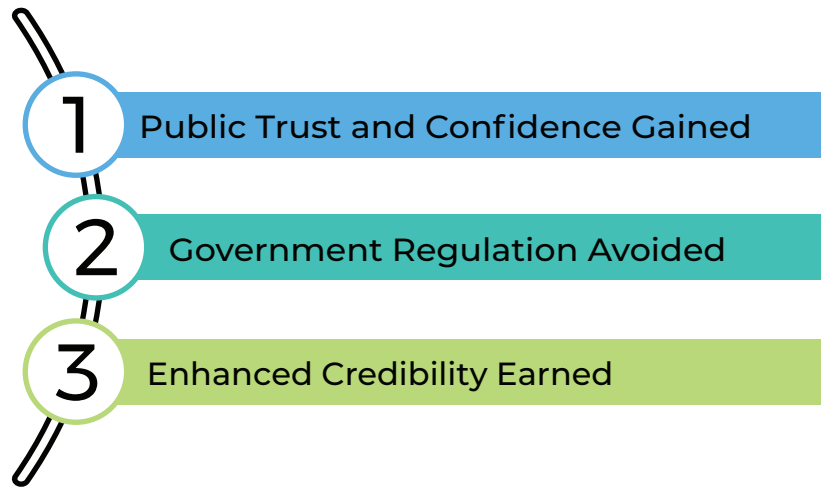 1
Public Trust and Confidence Gained
2
Government Regulation Avoided
3
Enhanced Credibility Earned